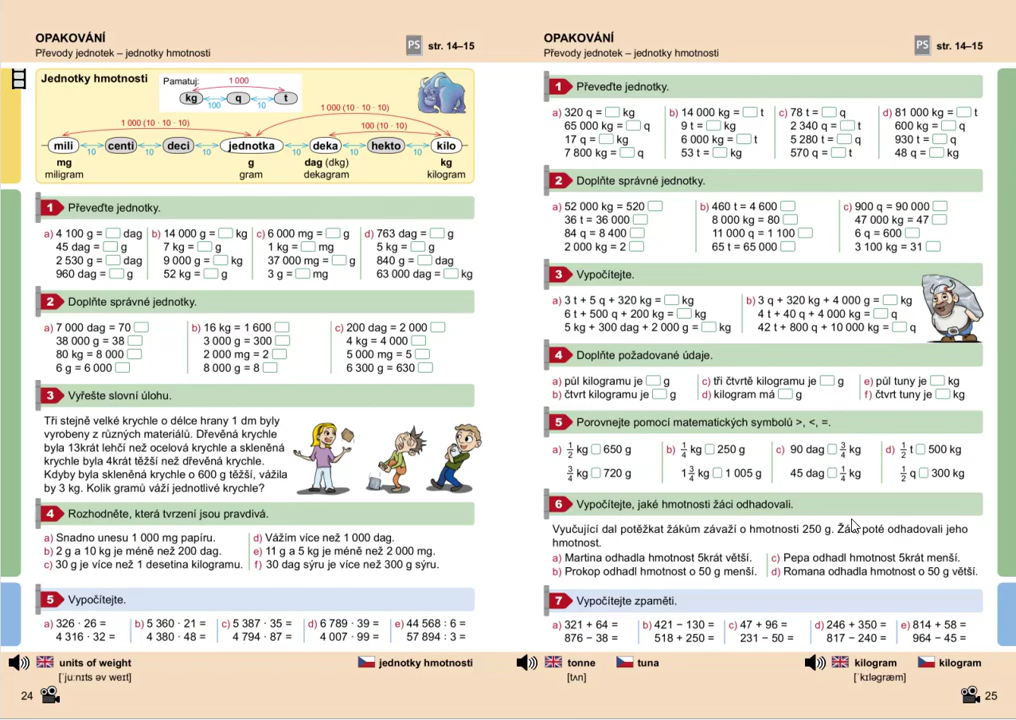 OPAKOVÁNÍ
Převody jednotek – jednotky hmotnosti
PS str. 14–15
Jednotky hmotnosti
Pamatuj:
1 000
kg q t
100 10
1 000 (10 · 10 · 10)
1 000 (10 · 10 · 10)
100 (10 · 10)
mili centi deci jednotka deka hekto kilo
10 10 10 10 10 10
mg g dag (dkg) kg
miligram gram dekagram kilogram
1 Převeďte jednotky.
a) 4 100 g = dag
45 dag = g
2 530 g = dag
960 dag = g
b) 14 000 g = kg
7 kg = g
9 000 g = kg
52 kg = g
c) 6 000 mg = g
1 kg = mg
37 000 mg = g
3 g = mg
d) 763 dag = g
5 kg = g
840 g = dag
63 000 dag = kg
2 Doplňte správné jednotky.
a) 7 000 dag = 70
38 000 g = 38
80 kg = 8 000
6 g = 6 000
b) 16 kg = 1 600
3 000 g = 300
2 000 mg = 2
8 000 g = 8
c) 200 dag = 2 000
4 kg = 4 000
5 000 mg = 5
6 300 g = 630
3 Vyřešte slovní úlohu.
Tři stejně velké krychle o délce hrany 1 dm byly
vyrobeny z různých materiálů. Dřevěná krychle
byla 13krát lehčí než ocelová krychle a skleněná
krychle byla 4krát těžší než dřevěná krychle.
Kdyby byla skleněná o 600 g těžší, vážila
by 3 kg. Kolik gramů váží jednotlivé krychle?
4 Rozhodněte, která tvrzení jsou pravdivá.
a) Snadno unesu 1 000 mg papíru.
b) 2 g a 10 kg je méně než 200 dag.
c) 30 g je více než 1 desetina kilogramu.
d) Vážím více než 1 000 dag.
e) 11 g a 5 kg je méně než 2 000 mg.
f) 30 dag sýru je více než 300 g sýru.
5 Vypočítejte.
a) 326 · 26 =
4 316 · 32 =
b) 5 360 · 21 =
4 380 · 48 =
c) 5 387 · 35 =
4 794 · 87 =
d) 6 789 · 39 =
4 007 · 99 =
e) 44 568 : 6 =
57 894 : 3 =
units of weight
[ˈjuːnɪts əv weɪt]
jednotky hmotnosti
24
OPAKOVÁNÍ
Převody jednotek – jednotky hmotnosti
PS str. 14–15
1 Převeďte jednotky.
a) 320 q = kg
65 000 kg = q
17 q = kg
7 800 kg = q
b) 14 000 kg = t
9 t = kg
6 000 kg = t
53 t = kg
c) 78 t = q
2 340 q = t
5 280 t = q
570 q = t
d) 81 000 kg = t
600 kg = q
930 t = q
48 q = kg
2 Doplňte správné jednotky.
a) 52 000 kg = 520
36 t = 36 000
84 q = 8 400
2 000 kg = 2
b) 460 t = 4 600
8 000 kg = 80
11 000 q = 1 100
65 t = 65 000
c) 900 q = 90 000
47 000 kg = 47
6 q = 600
3 100 kg = 31
3 Vypočítejte.
a) 3 t + 5 q + 320 kg = kg
6 t + 500 q + 200 kg = kg
5 kg + 300 dag + 2 000 g = kg
b) 3 q + 320 kg + 4 000 g = kg
4 t + 40 q + 4 000 kg = q
42 t + 800 q + 10 000 kg = q
4 Doplňte požadované údaje.
a) půl kilogramu je g
b) čtvrt kilogramu je g
c) tři čtvrtě kilogramu je g
d) kilogram má g
e) půl tuny je kg
f) čtvrt tuny je kg
5 Porovnejte pomocí matematických symbolů >, <, =.
a) 1/2 kg 650 g
3/4 kg 720 g
b) 1/4 kg 250 g
1 3/4 kg 1 005 g
c) 90 dag 3/4 kg
45 dag 1/4 kg
d) 1/2 t 500 kg
1/2 q 300 kg
6 Vypočítejte, jaké hmotnosti žáci odhadovali.
Vyučující dal potěžkat žákům závaží o hmotnosti 250 g. Žáci poté odhadovali jeho
hmotnost.
a) Martina odhadla hmotnost 5krát větší.
b) Prokop odhadl hmotnost o 50 g menší.
c) Pepa odhadl hmotnost 5krát menší.
d) Romana odhadla hmotnost o 50 g větší.
7 Vypočítejte zpaměti.
a) 321 + 64 =
876 – 38 =
b) 421 – 130 =
518 + 250 =
c) 47 + 96 =
231 – 50 =
d) 246 + 350 =
817 – 240 =
e) 814 + 58 =
964 – 45 =
tonne
[tʌn]
tuna
kilogram
[ˈkɪləgræm]
kilogram
25